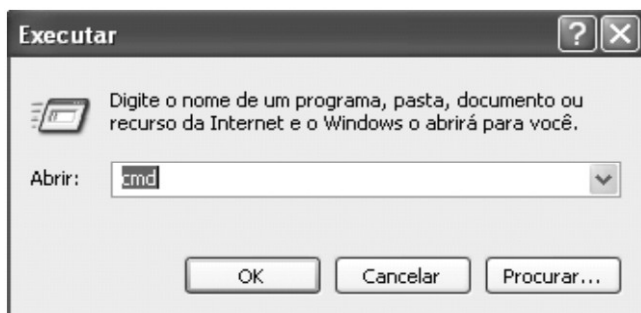 Executar
Digite o nome de um programa, pasta, documento ou
recurso da Internet e o Windows o abrirá para você.
Abrir: cmd
OK Cancelar Procurar...